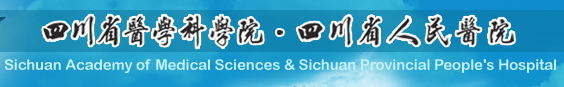 四川省醫學科學院·四川省人民醫院
Sichuan Academy of Medical Sciences & Sichuan Provincial People's Hospital